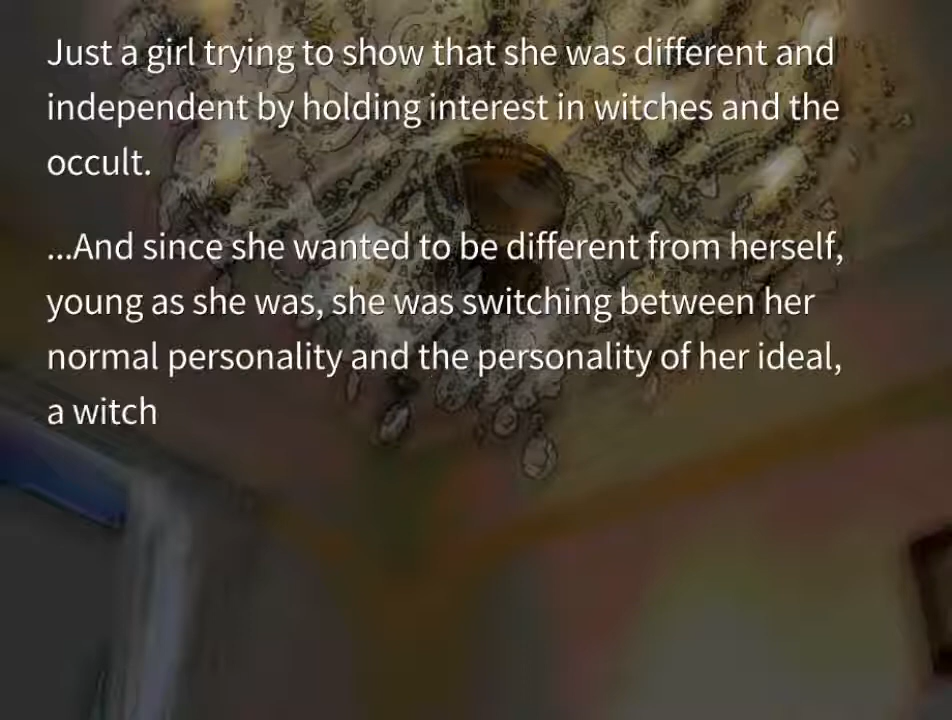 Just a girl trying to show that she was different and
independent by holding interest in witches and the
occult.
...And since she wanted to be different from herself,
young as she was, she was switching between her
normal personality and the personality of her ideal,
a witch